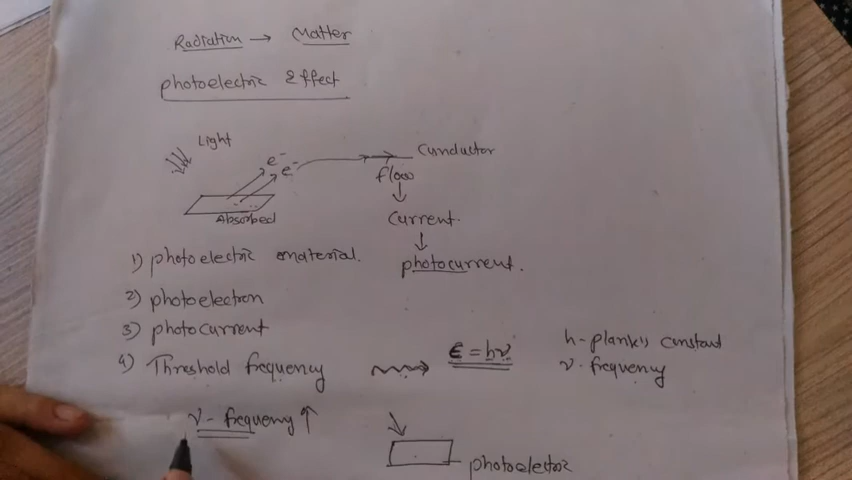 Radiation → Matter
photoelectric Effect
Light
e⁻
e⁻
Conductor
flow
Absorbed
Current
1) photoelectric material.
photocurrent.
2) photoelectron
3) photocurrent
4) Threshold frequency
E = hν
h - plank's constant
ν - frequency
ν - frequency ↑
photoelectric